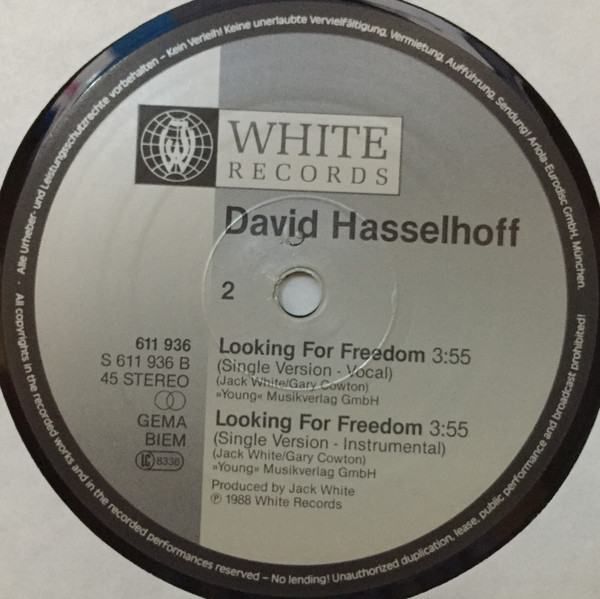 Alle Urheber- und Leistungsschutzrechte vorbehalten – Kein Verleih! Keine unerlaubte Vervielfältigung, Vermietung, Aufführung, Sendung! Ariola-Eurodisc GmbH, München.
WHITE
RECORDS
David Hasselhoff
2
611 936
S 611 936 B
45 STEREO
GEMA
BIEM
LC 8336
Looking For Freedom 3:55
(Single Version - Vocal)
(Jack White/Gary Cowton)
»Young« Musikverlag GmbH
Looking For Freedom 3:55
(Single Version - Instrumental)
(Jack White/Gary Cowton)
»Young« Musikverlag GmbH
Produced by Jack White
℗ 1988 White Records
All copyrights in the recorded works and in the recorded performances reserved – No lending! Unauthorized duplication, lease, public performance and broadcast prohibited!